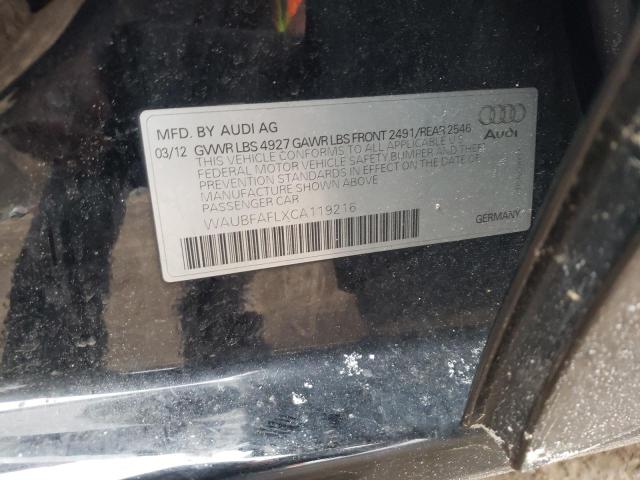 MFD. BY AUDI AG
03/12 GVWR LBS 4927 GAWR LBS FRONT 2491/REAR 2546
THIS VEHICLE CONFORMS TO ALL APPLICABLE U.S.
FEDERAL MOTOR VEHICLE SAFETY BUMPER AND THEFT
PREVENTION STANDARDS IN EFFECT ON THE DATE OF
MANUFACTURE SHOWN ABOVE
PASSENGER CAR
WAUBFAFLXCA119216
Audi
GERMANY